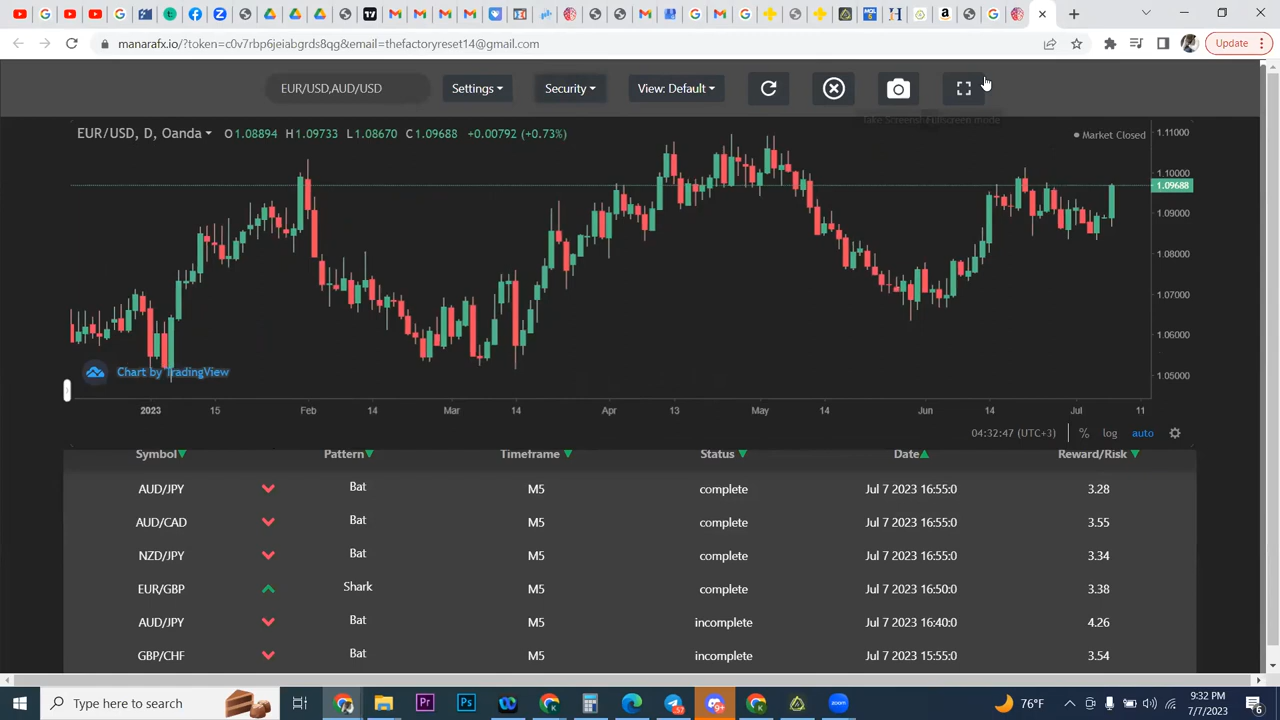 manarafx.io/?token=c0v7rbp6jeiabgrds8qg&email=thefactoryreset14@gmail.com
Update
EUR/USD,AUD/USD
Settings
Security
View: Default
Take Screensh Fullscreen mode
EUR/USD, D, Oanda O1.08894 H1.09733 L1.08670 C1.09688 +0.00792 (+0.73%)
Market Closed
1.11000
1.10000
1.09688
1.09000
1.08000
1.07000
1.06000
1.05000
Chart by TradingView
2023 15 Feb 14 Mar 14 Apr 13 May 14 Jun 14 Jul 11
04:32:47 (UTC+3) % log auto
Symbol Pattern Timeframe Status Date Reward/Risk
AUD/JPY Bat M5 complete Jul 7 2023 16:55:0 3.28
AUD/CAD Bat M5 complete Jul 7 2023 16:55:0 3.55
NZD/JPY Bat M5 complete Jul 7 2023 16:55:0 3.34
EUR/GBP Shark M5 complete Jul 7 2023 16:50:0 3.38
AUD/JPY Bat M5 incomplete Jul 7 2023 16:40:0 4.26
GBP/CHF Bat M5 incomplete Jul 7 2023 15:55:0 3.54
Type here to search
76°F
9:32 PM
7/7/2023
6